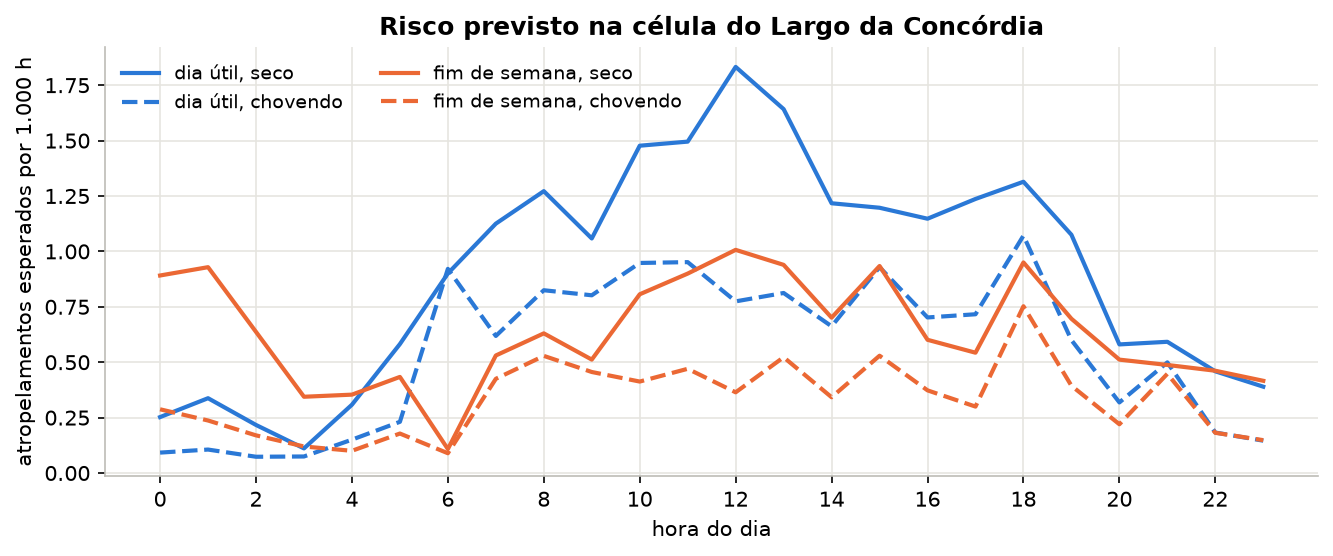 Risco previsto na célula do Largo da Concórdia
dia útil, seco
dia útil, chovendo
fim de semana, seco
fim de semana, chovendo
atropelamentos esperados por 1.000 h
1.75
1.50
1.25
1.00
0.75
0.50
0.25
0.00
0 2 4 6 8 10 12 14 16 18 20 22
hora do dia